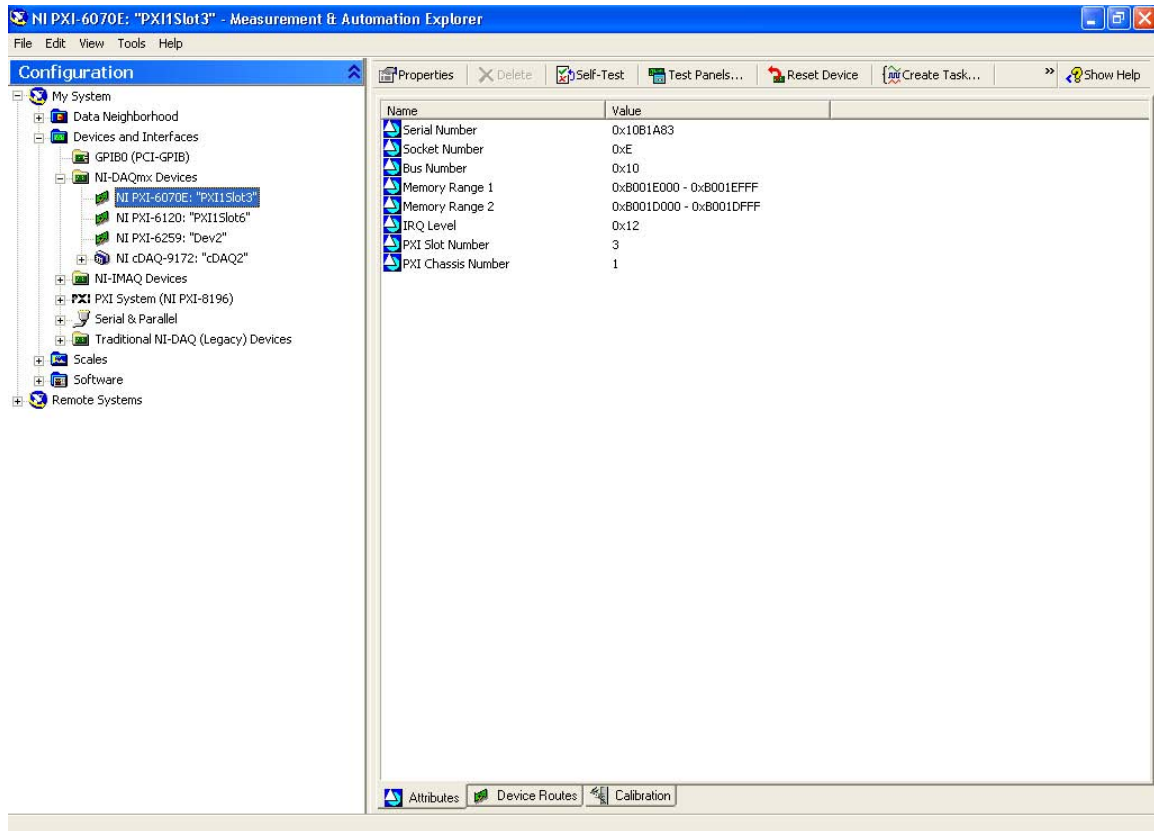 NI PXI-6070E: "PXI1Slot3" - Measurement & Automation Explorer
File Edit View Tools Help
Configuration
My System
Data Neighborhood
Devices and Interfaces
GPIB0 (PCI-GPIB)
NI-DAQmx Devices
NI PXI-6070E: "PXI1Slot3"
NI PXI-6120: "PXI1Slot6"
NI PXI-6259: "Dev2"
NI cDAQ-9172: "cDAQ2"
NI-IMAQ Devices
PXI PXI System (NI PXI-8196)
Serial & Parallel
Traditional NI-DAQ (Legacy) Devices
Scales
Software
Remote Systems
Properties Delete Self-Test Test Panels... Reset Device Create Task... » Show Help
Name Value
Serial Number 0x10B1A83
Socket Number 0xE
Bus Number 0x10
Memory Range 1 0xB001E000 - 0xB001EFFF
Memory Range 2 0xB001D000 - 0xB001DFFF
IRQ Level 0x12
PXI Slot Number 3
PXI Chassis Number 1
Attributes Device Routes Calibration